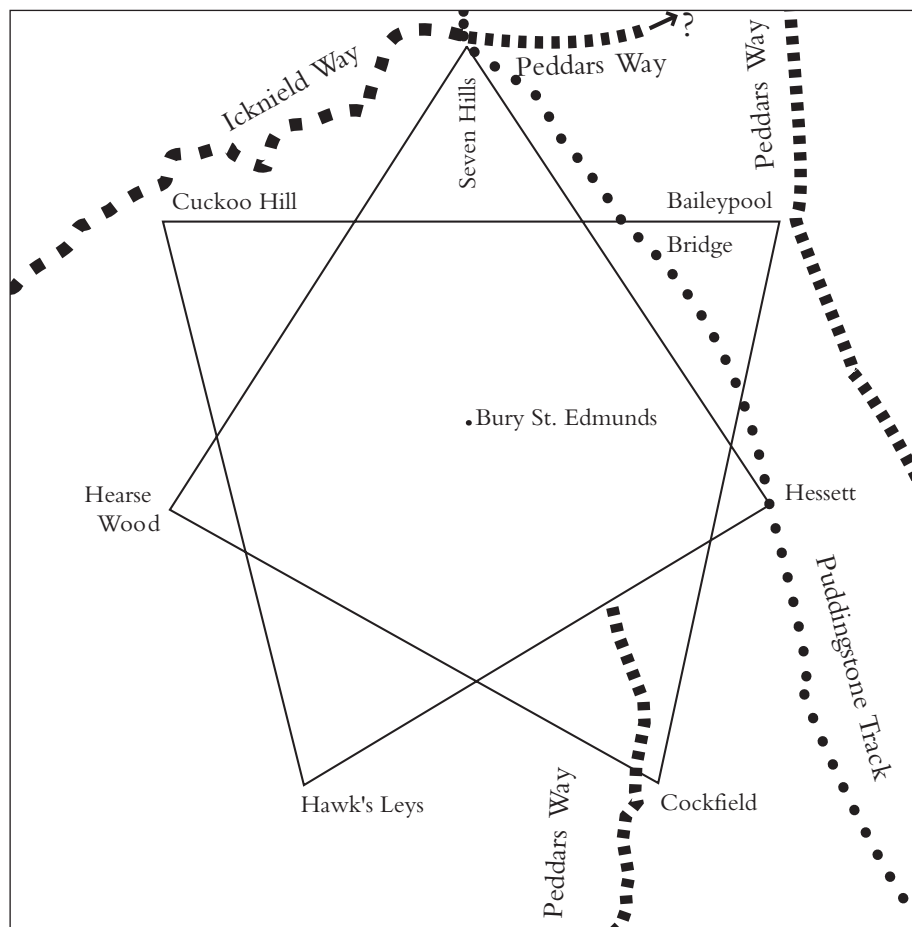 ?
Icknield Way
Peddars Way
Peddars Way
Seven Hills
Cuckoo Hill
Baileypool
Bridge
.Bury St. Edmunds
Hearse
Wood
Hessett
Puddingstone Track
Hawk's Leys
Peddars Way
Cockfield